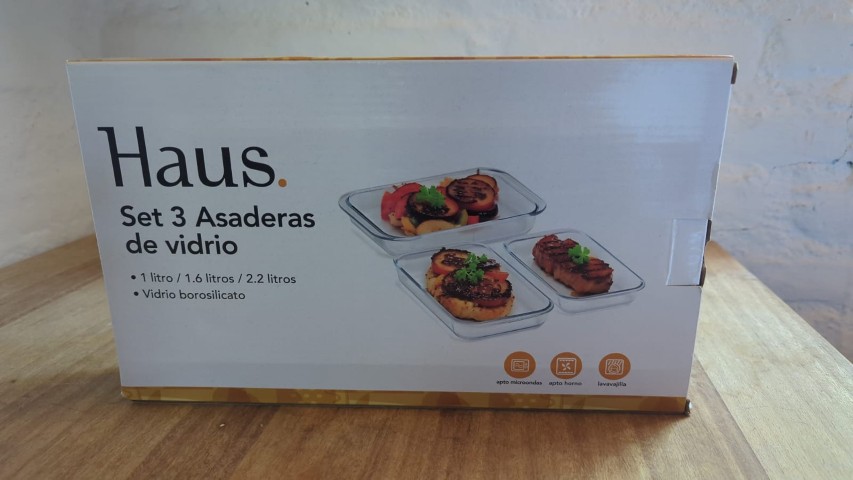 Haus.
Set 3 Asaderas
de vidrio
• 1 litro / 1.6 litros / 2.2 litros
• Vidrio borosilicato
apto microondas apto horno lavavajilla